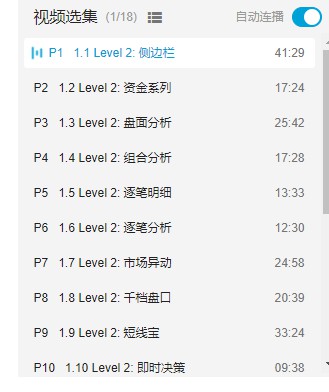 视频选集 (1/18) 自动连播
P1 1.1 Level 2: 侧边栏 41:29
P2 1.2 Level 2: 资金系列 17:24
P3 1.3 Level 2: 盘面分析 25:42
P4 1.4 Level 2: 组合分析 17:28
P5 1.5 Level 2: 逐笔明细 13:33
P6 1.6 Level 2: 逐笔分析 12:30
P7 1.7 Level 2: 市场异动 24:58
P8 1.8 Level 2: 千档盘口 20:39
P9 1.9 Level 2: 短线宝 33:24
P10 1.10 Level 2: 即时决策 09:38